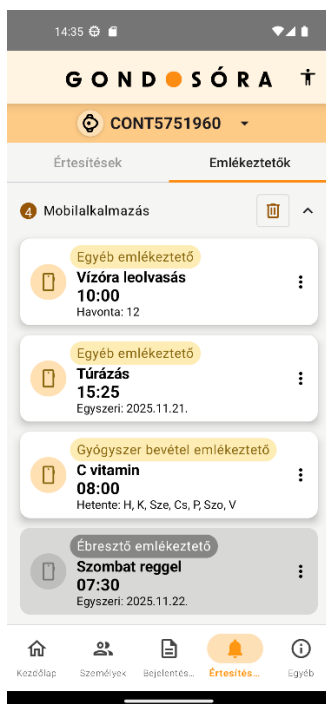 14:35
GONDOSÓRA
CONT5751960
Értesítések
Emlékeztetők
4 Mobilalkalmazás
Egyéb emlékeztető
Vízóra leolvasás
10:00
Havonta: 12
Egyéb emlékeztető
Túrázás
15:25
Egyszeri: 2025.11.21.
Gyógyszer bevétel emlékeztető
C vitamin
08:00
Hetente: H, K, Sze, Cs, P, Szo, V
Ébresztő emlékeztető
Szombat reggel
07:30
Egyszeri: 2025.11.22.
Kezdőlap
Személyek
Bejelentés...
Értesítés...
Egyéb